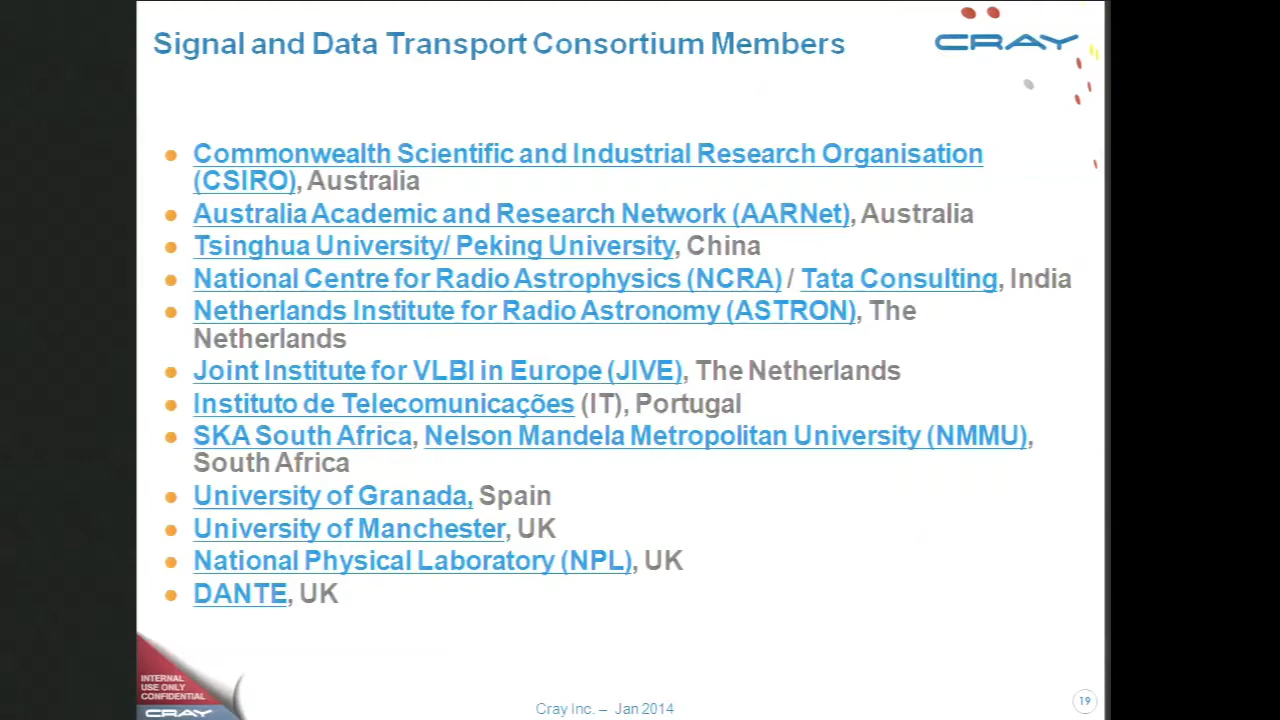 Signal and Data Transport Consortium Members
CRAY
Commonwealth Scientific and Industrial Research Organisation
(CSIRO), Australia
Australia Academic and Research Network (AARNet), Australia
Tsinghua University/ Peking University, China
National Centre for Radio Astrophysics (NCRA) / Tata Consulting, India
Netherlands Institute for Radio Astronomy (ASTRON), The
Netherlands
Joint Institute for VLBI in Europe (JIVE), The Netherlands
Instituto de Telecomunicações (IT), Portugal
SKA South Africa, Nelson Mandela Metropolitan University (NMMU),
South Africa
University of Granada, Spain
University of Manchester, UK
National Physical Laboratory (NPL), UK
DANTE, UK
INTERNAL
USE ONLY
CONFIDENTIAL
CRAY
Cray Inc. – Jan 2014
19